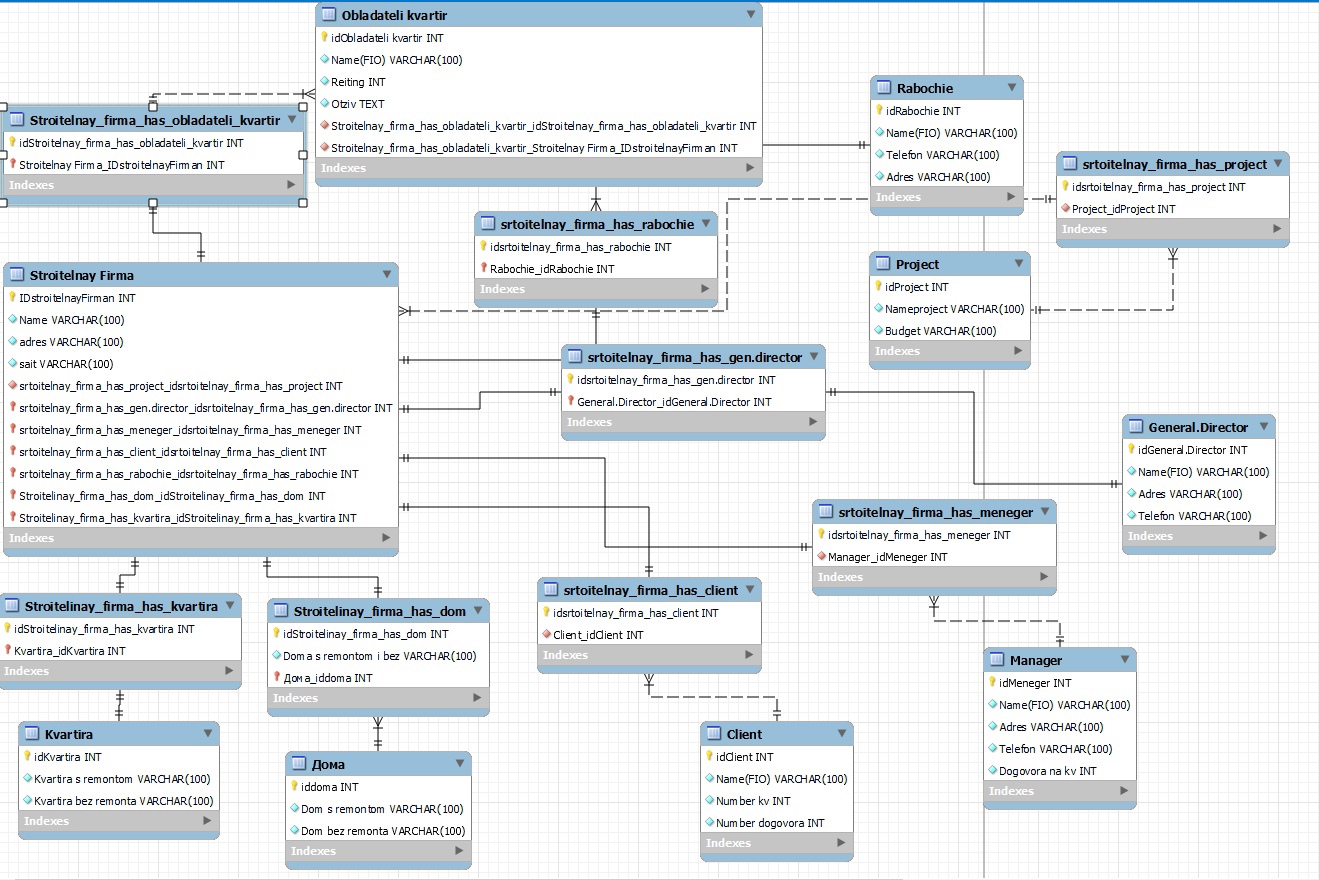 Obladateli kvartir
idObladateli kvartir INT
Name(FIO) VARCHAR(100)
Reiting INT
Otziv TEXT
Stroitelnay_firma_has_obladateli_kvartir_idStroitelnay_firma_has_obladateli_kvartir INT
Stroitelnay_firma_has_obladateli_kvartir_Stroitelnay Firma_IDstroitelnayFirman INT
Indexes
Stroitelnay_firma_has_obladateli_kvartir
idStroitelnay_firma_has_obladateli_kvartir INT
Stroitelnay Firma_IDstroitelnayFirman INT
Indexes
Rabochie
idRabochie INT
Name(FIO) VARCHAR(100)
Telefon VARCHAR(100)
Adres VARCHAR(100)
Indexes
srtoitelnay_firma_has_project
idsrtoitelnay_firma_has_project INT
Project_idProject INT
Indexes
srtoitelnay_firma_has_rabochie
idsrtoitelnay_firma_has_rabochie INT
Rabochie_idRabochie INT
Indexes
Project
idProject INT
Nameproject VARCHAR(100)
Budget VARCHAR(100)
Indexes
Stroitelnay Firma
IDstroitelnayFirman INT
Name VARCHAR(100)
adres VARCHAR(100)
sait VARCHAR(100)
srtoitelnay_firma_has_project_idsrtoitelnay_firma_has_project INT
srtoitelnay_firma_has_gen.director_idsrtoitelnay_firma_has_gen.director INT
srtoitelnay_firma_has_meneger_idsrtoitelnay_firma_has_meneger INT
srtoitelnay_firma_has_client_idsrtoitelnay_firma_has_client INT
srtoitelnay_firma_has_rabochie_idsrtoitelnay_firma_has_rabochie INT
Stroitelinay_firma_has_dom_idStroitelinay_firma_has_dom INT
Stroitelinay_firma_has_kvartira_idStroitelinay_firma_has_kvartira INT
Indexes
srtoitelnay_firma_has_gen.director
idsrtoitelnay_firma_has_gen.director INT
General.Director_idGeneral.Director INT
Indexes
General.Director
idGeneral.Director INT
Name(FIO) VARCHAR(100)
Adres VARCHAR(100)
Telefon VARCHAR(100)
Indexes
srtoitelnay_firma_has_meneger
idsrtoitelnay_firma_has_meneger INT
Manager_idMeneger INT
Indexes
Stroitelinay_firma_has_kvartira
idStroitelinay_firma_has_kvartira INT
Kvartira_idKvartira INT
Indexes
Stroitelinay_firma_has_dom
idStroitelinay_firma_has_dom INT
Doma s remontom i bez VARCHAR(100)
Дома_iddoma INT
Indexes
srtoitelnay_firma_has_client
idsrtoitelnay_firma_has_client INT
Client_idClient INT
Indexes
Manager
idMeneger INT
Name(FIO) VARCHAR(100)
Adres VARCHAR(100)
Telefon VARCHAR(100)
Dogovora na kv INT
Indexes
Kvartira
idKvartira INT
Kvartira s remontom VARCHAR(100)
Kvartira bez remonta VARCHAR(100)
Indexes
Дома
iddoma INT
Dom s remontom VARCHAR(100)
Dom bez remonta VARCHAR(100)
Indexes
Client
idClient INT
Name(FIO) VARCHAR(100)
Number kv INT
Number dogovora INT
Indexes